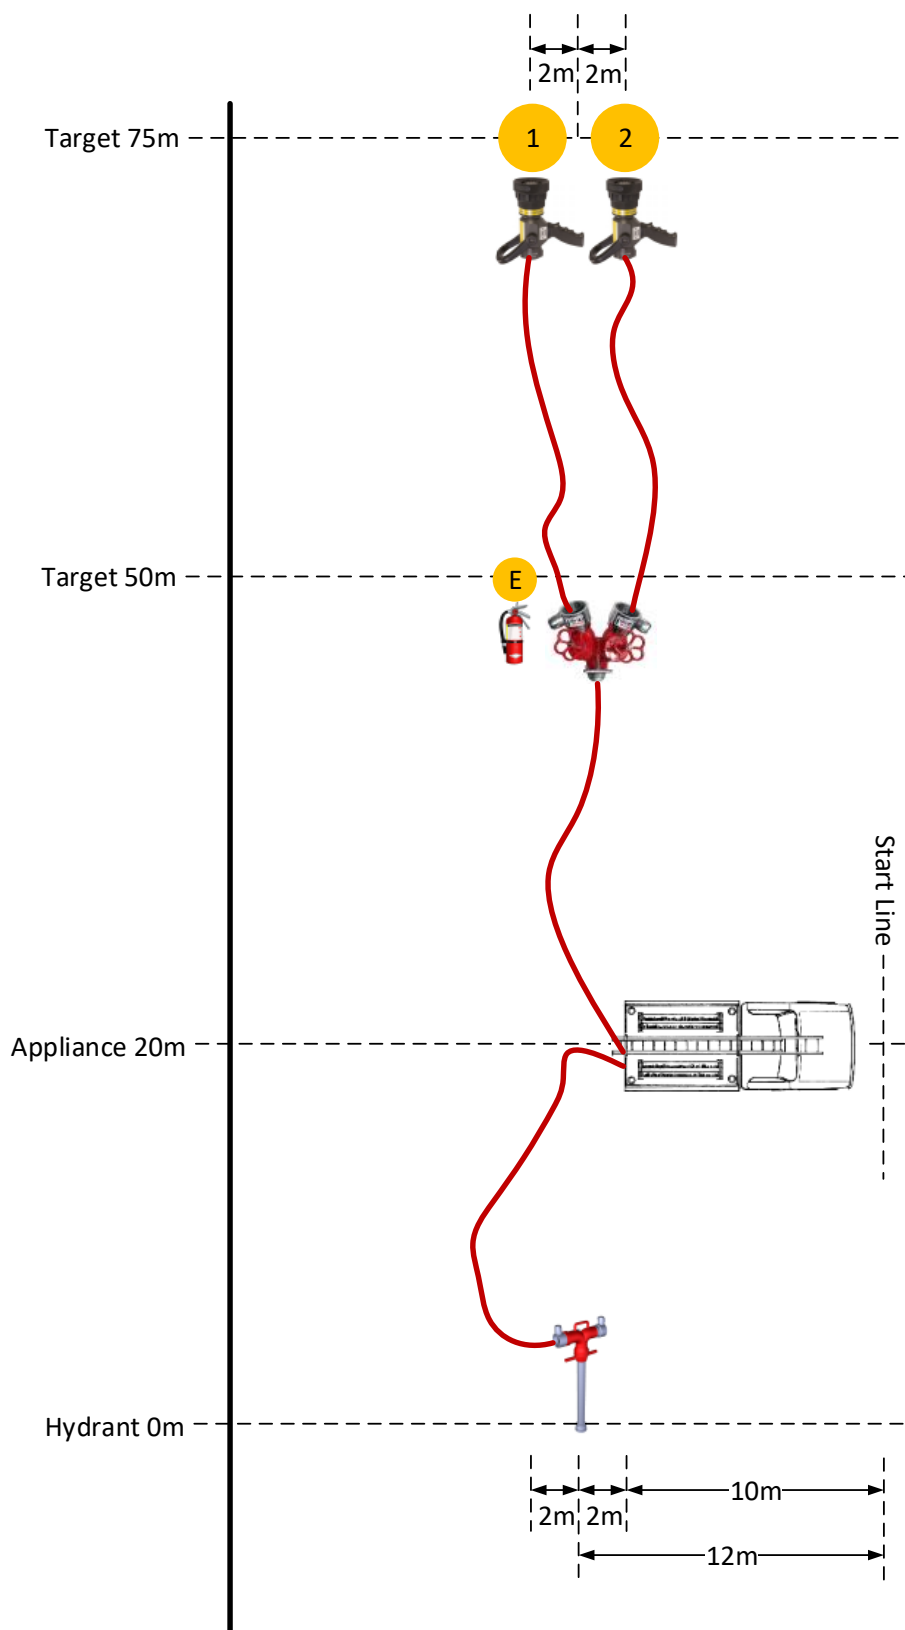 2m 2m
Target 75m
1
2
Target 50m
E
Start Line
Appliance 20m
Hydrant 0m
2m 2m 10m
12m